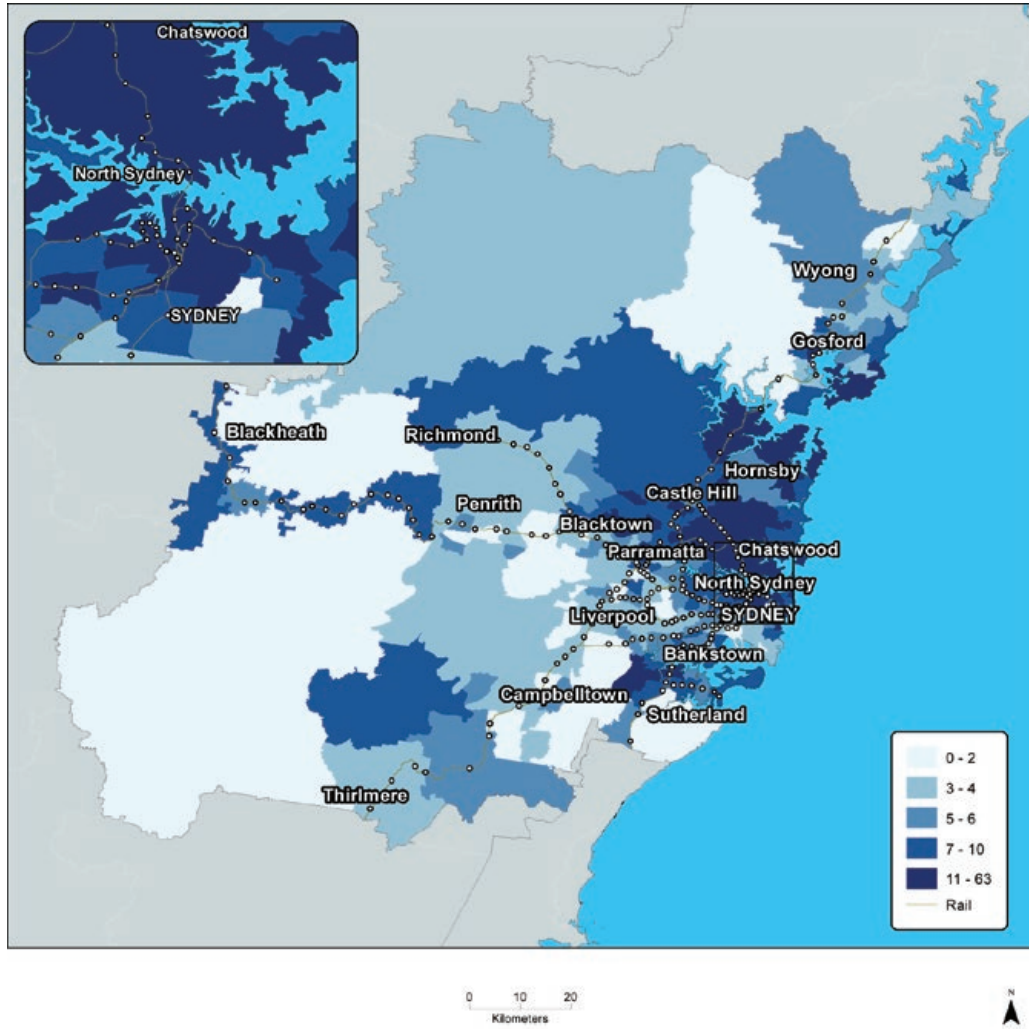 Chatswood
North Sydney
SYDNEY
Wyong
Gosford
Blackheath
Richmond.
Hornsby
Castle Hill
Penrith
Blacktown
Parramatta
Chatswood
North Sydney
Liverpool
SYDNEY
Bankstown
Campbelltown
Sutherland
Thirlmere
0 - 2
3 - 4
5 - 6
7 - 10
11 - 63
Rail
0 10 20
Kilometers
N